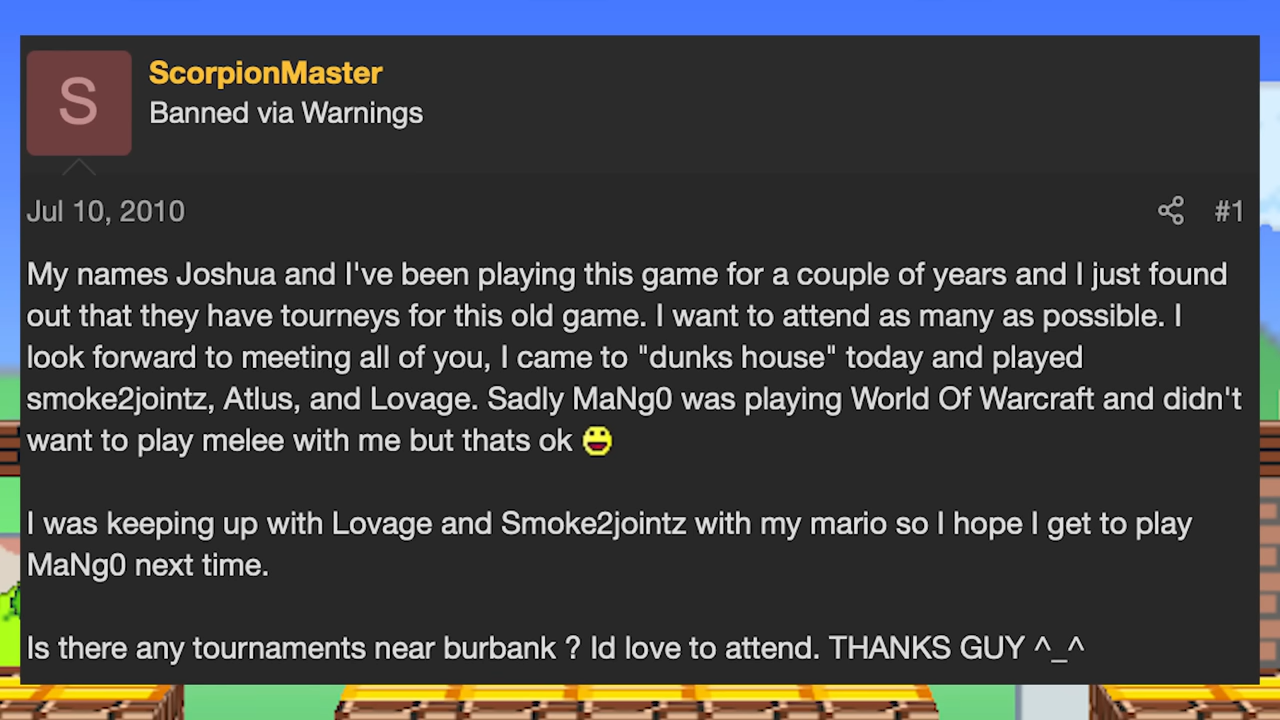 S
ScorpionMaster
Banned via Warnings
Jul 10, 2010
#1
My names Joshua and I've been playing this game for a couple of years and I just found
out that they have tourneys for this old game. I want to attend as many as possible. I
look forward to meeting all of you, I came to "dunks house" today and played
smoke2jointz, Atlus, and Lovage. Sadly MaNg0 was playing World Of Warcraft and didn't
want to play melee with me but thats ok
I was keeping up with Lovage and Smoke2jointz with my mario so I hope I get to play
MaNg0 next time.
Is there any tournaments near burbank ? Id love to attend. THANKS GUY ^_^